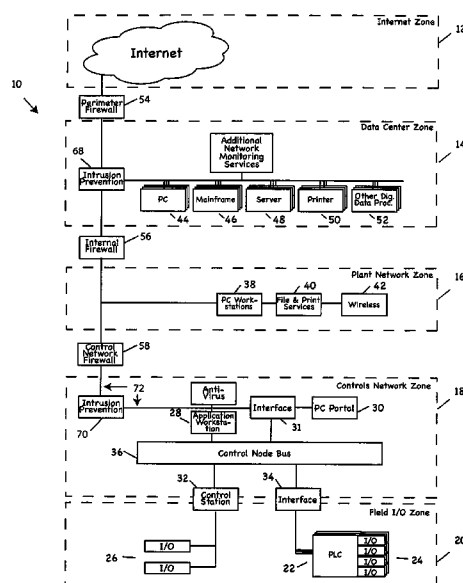 Internet Zone
12
Internet
10
Perimeter
Firewall
54
Data Center Zone
14
Additional
Network
Monitoring
Services
68
Intrusion
Prevention
PC
Mainframe
Server
Printer
Other Dig.
Data Proc.
44
46
48
50
52
Internal
Firewall
56
Plant Network Zone
16
38
40
42
PC Work-
stations
File & Print
Services
Wireless
Control
Network
Firewall
58
Controls Network Zone
18
72
Anti-
Virus
Intrusion
Prevention
70
28
Application
Worksta-
tion
Interface
31
PC Portal
30
36
Control Node Bus
32
34
Control
Station
Interface
Field I/O Zone
20
26
I/O
I/O
22
PLC
I/O
I/O
I/O
I/O
24